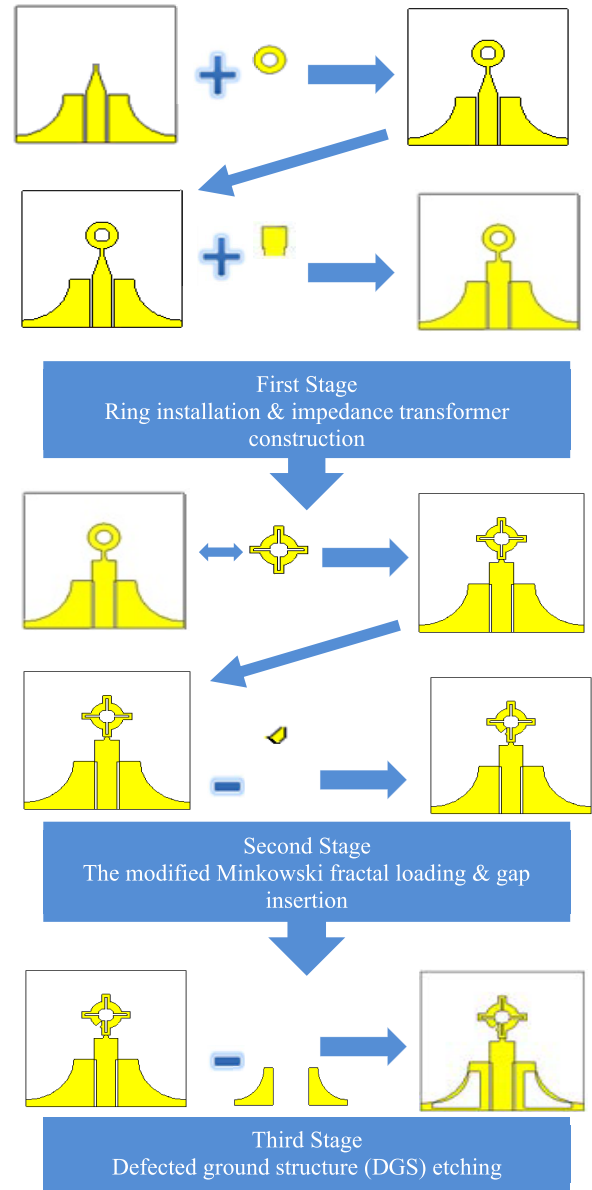 First Stage
Ring installation & impedance transformer
construction
Second Stage
The modified Minkowski fractal loading & gap
insertion
Third Stage
Defected ground structure (DGS) etching